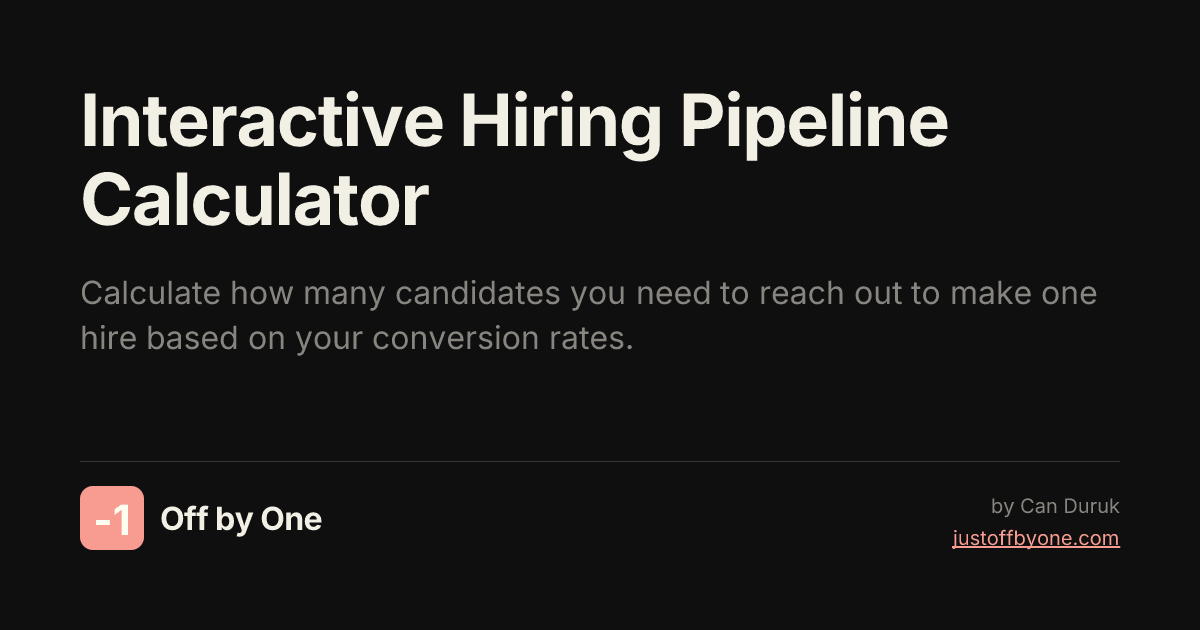 Interactive Hiring Pipeline
Calculator
Calculate how many candidates you need to reach out to make one
hire based on your conversion rates.
-1
Off by One
by Can Duruk
justoffbyone.com